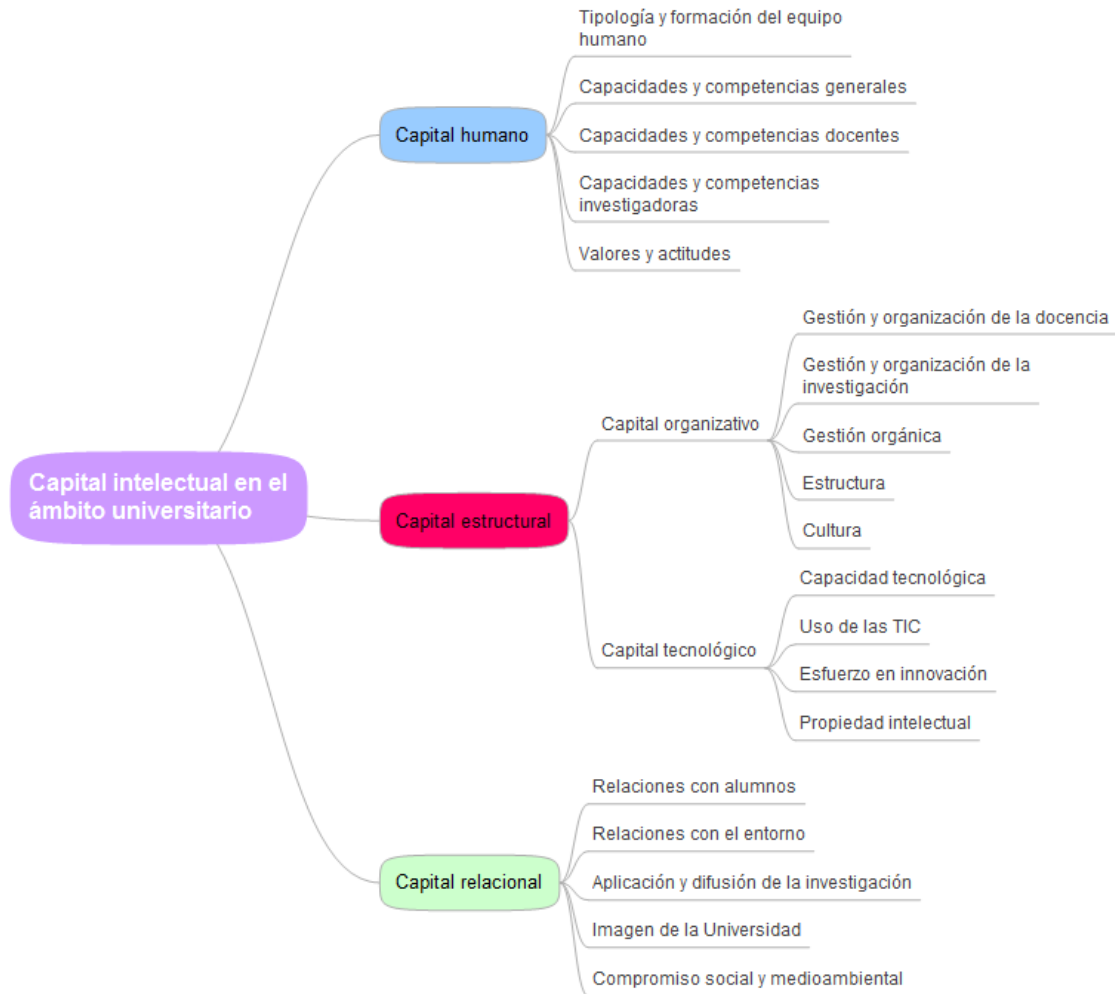 Capital intelectual en el
ámbito universitario
Capital humano
Tipología y formación del equipo
humano
Capacidades y competencias generales
Capacidades y competencias docentes
Capacidades y competencias
investigadoras
Valores y actitudes
Capital estructural
Capital organizativo
Gestión y organización de la docencia
Gestión y organización de la
investigación
Gestión orgánica
Estructura
Cultura
Capital tecnológico
Capacidad tecnológica
Uso de las TIC
Esfuerzo en innovación
Propiedad intelectual
Capital relacional
Relaciones con alumnos
Relaciones con el entorno
Aplicación y difusión de la investigación
Imagen de la Universidad
Compromiso social y medioambiental